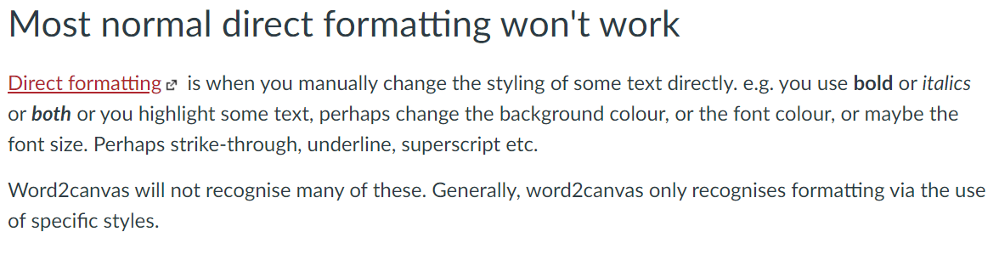 Most normal direct formatting won't work
Direct formatting is when you manually change the styling of some text directly. e.g. you use bold or italics
or both or you highlight some text, perhaps change the background colour, or the font colour, or maybe the
font size. Perhaps strike-through, underline, superscript etc.
Word2canvas will not recognise many of these. Generally, word2canvas only recognises formatting via the use
of specific styles.